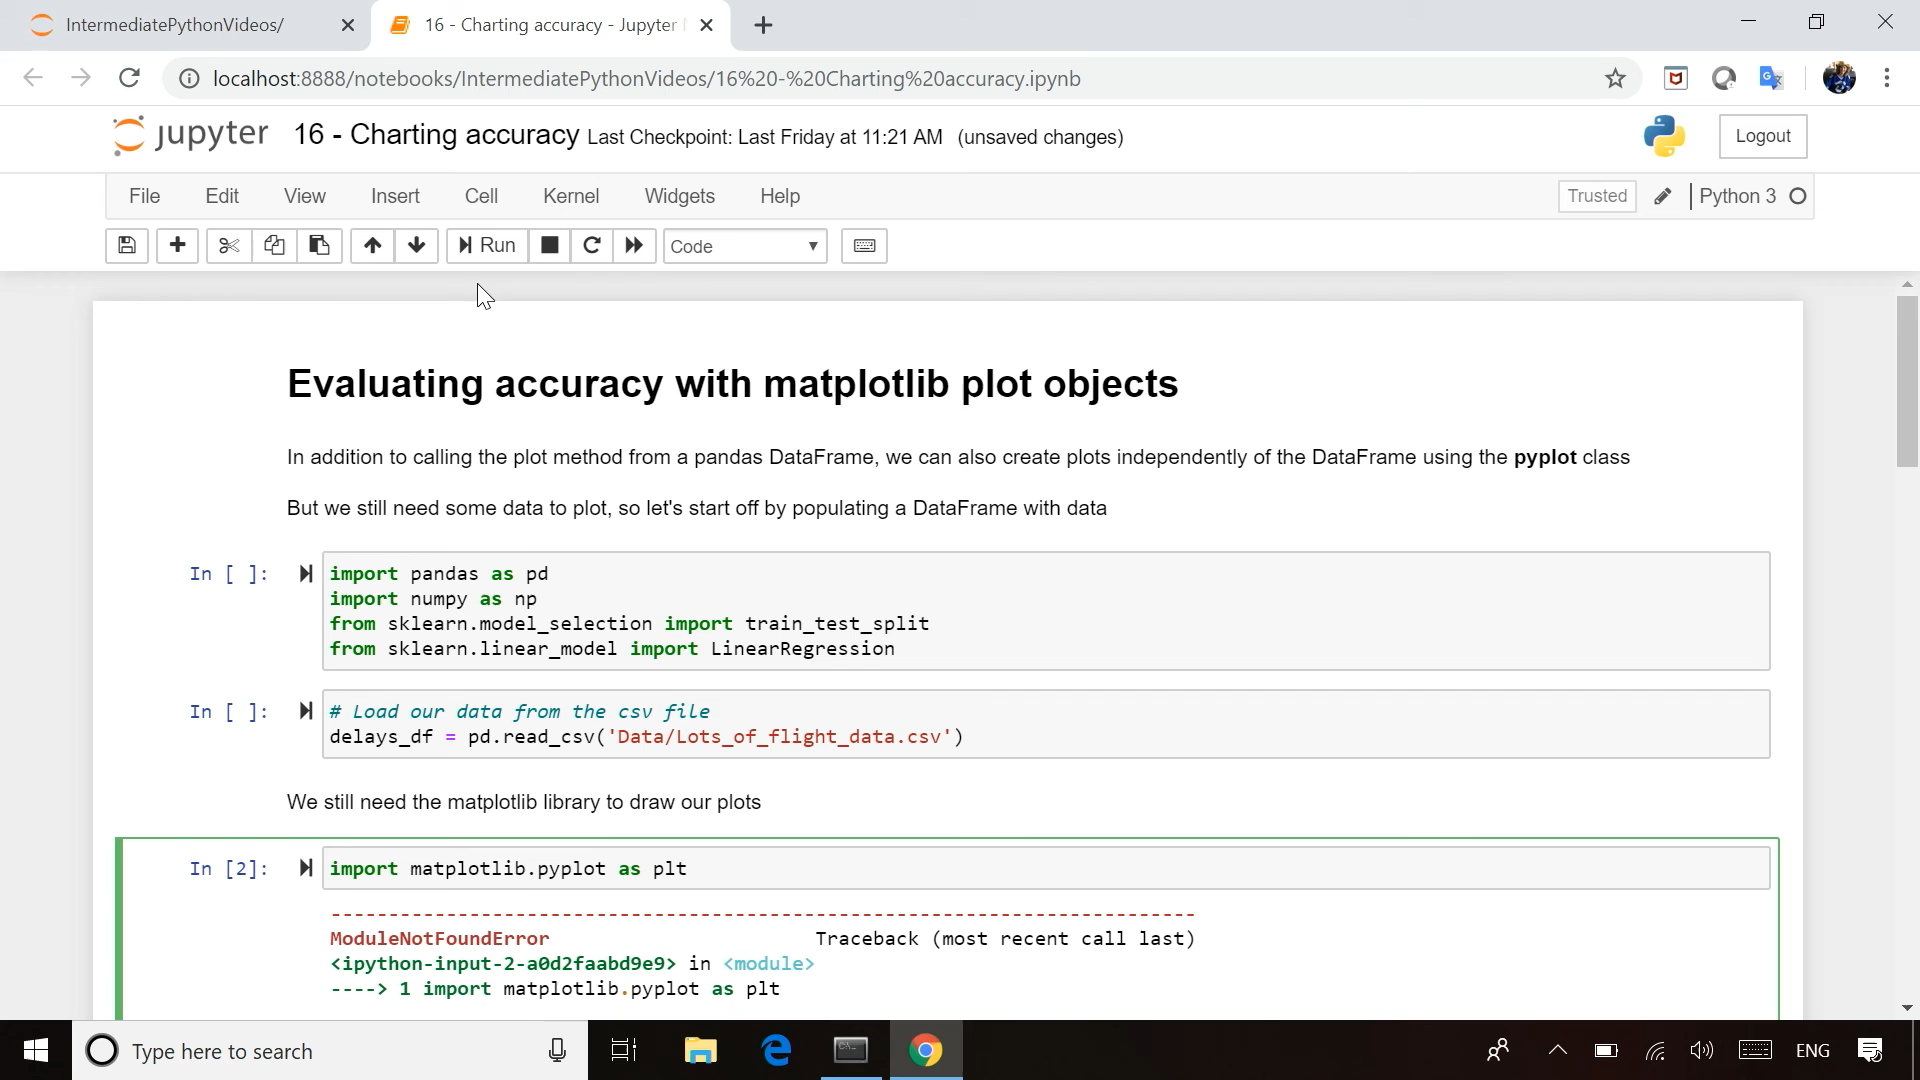 IntermediatePythonVideos/
16 - Charting accuracy - Jupyter
localhost:8888/notebooks/IntermediatePythonVideos/16%20-%20Charting%20accuracy.ipynb
jupyter 16 - Charting accuracy Last Checkpoint: Last Friday at 11:21 AM (unsaved changes)
Logout
File Edit View Insert Cell Kernel Widgets Help
Trusted Python 3
Run Code
Evaluating accuracy with matplotlib plot objects
In addition to calling the plot method from a pandas DataFrame, we can also create plots independently of the DataFrame using the pyplot class
But we still need some data to plot, so let's start off by populating a DataFrame with data
In [ ]: import pandas as pd
import numpy as np
from sklearn.model_selection import train_test_split
from sklearn.linear_model import LinearRegression
In [ ]: # Load our data from the csv file
delays_df = pd.read_csv('Data/Lots_of_flight_data.csv')
We still need the matplotlib library to draw our plots
In [2]: import matplotlib.pyplot as plt
---------------------------------------------------------------------------
ModuleNotFoundError Traceback (most recent call last)
<ipython-input-2-a0d2faabd9e9> in <module>
----> 1 import matplotlib.pyplot as plt
Type here to search
ENG